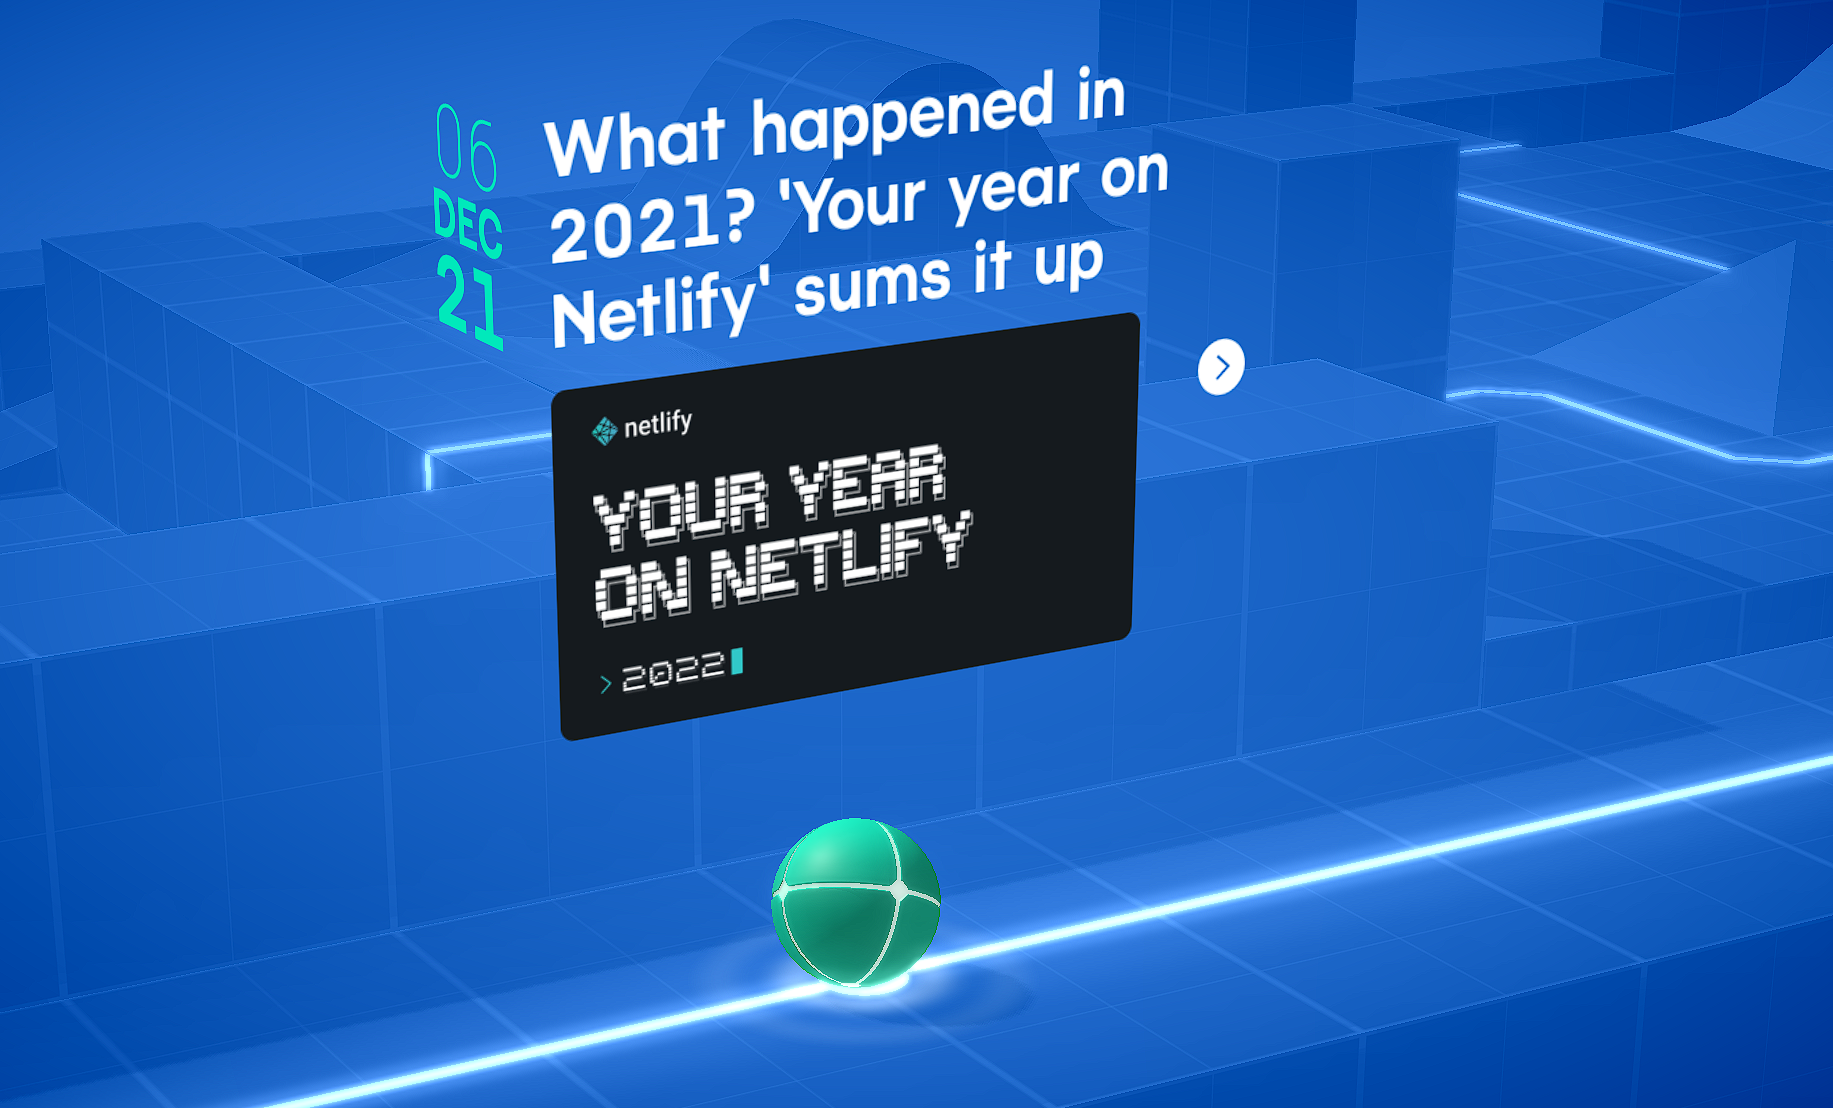 06
DEC
21
What happened in
2021? 'Your year on
Netlify' sums it up
netlify
YOUR YEAR
ON NETLIFY
> 2022